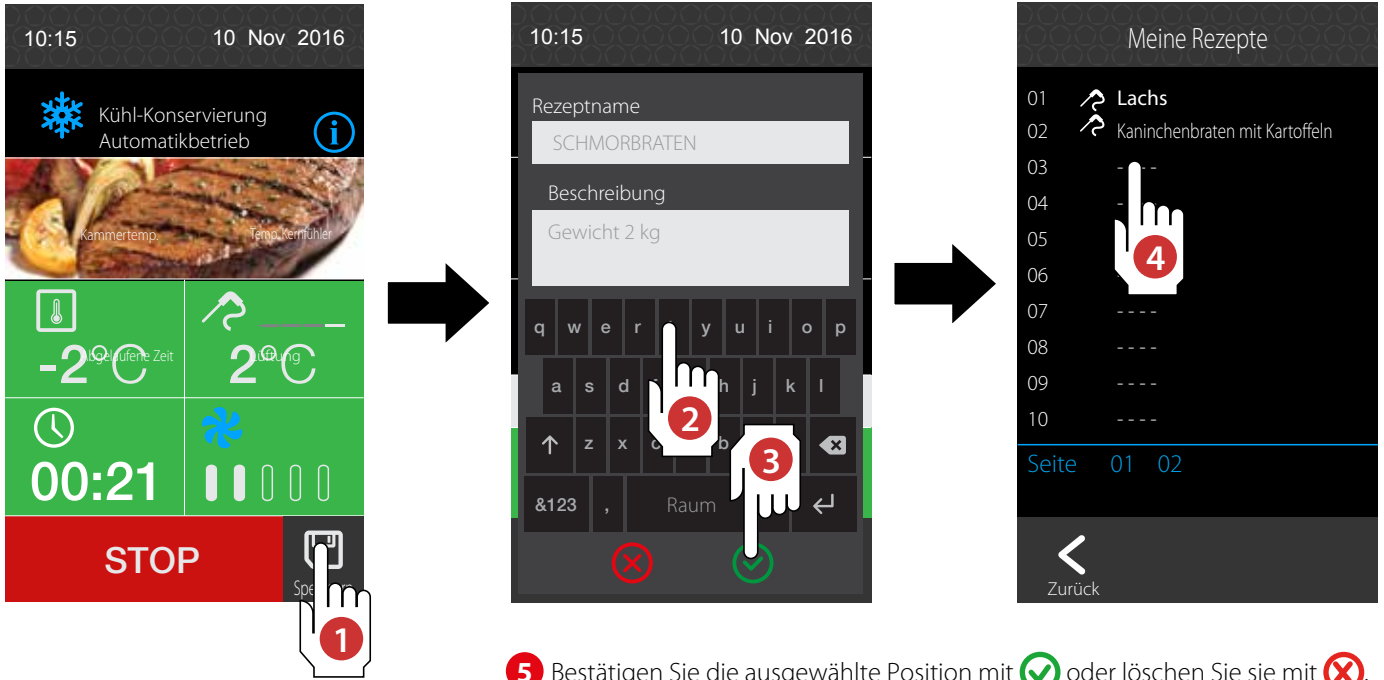 10:15 10 Nov 2016
Kühl-Konservierung
Automatikbetrieb
i
Kammertemp. Temp. Kernfühler
-2°C Abgelaufene Zeit 2°C Lüftung
00:21
STOP
1
10:15 10 Nov 2016
Rezeptname
SCHMORBRATEN
Beschreibung
Gewicht 2 kg
q w e r y u i o p
a s d h j k l
z x c b
&123 , Raum
2
3
Meine Rezepte
01 Lachs
02 Kaninchenbraten mit Kartoffeln
03 - - - -
04
05
06
07 - - - -
08 - - - -
09 - - - -
10 - - - -
4
Seite 01 02
Zurück
5 Bestätigen Sie die ausgewählte Position mit oder löschen Sie sie mit .